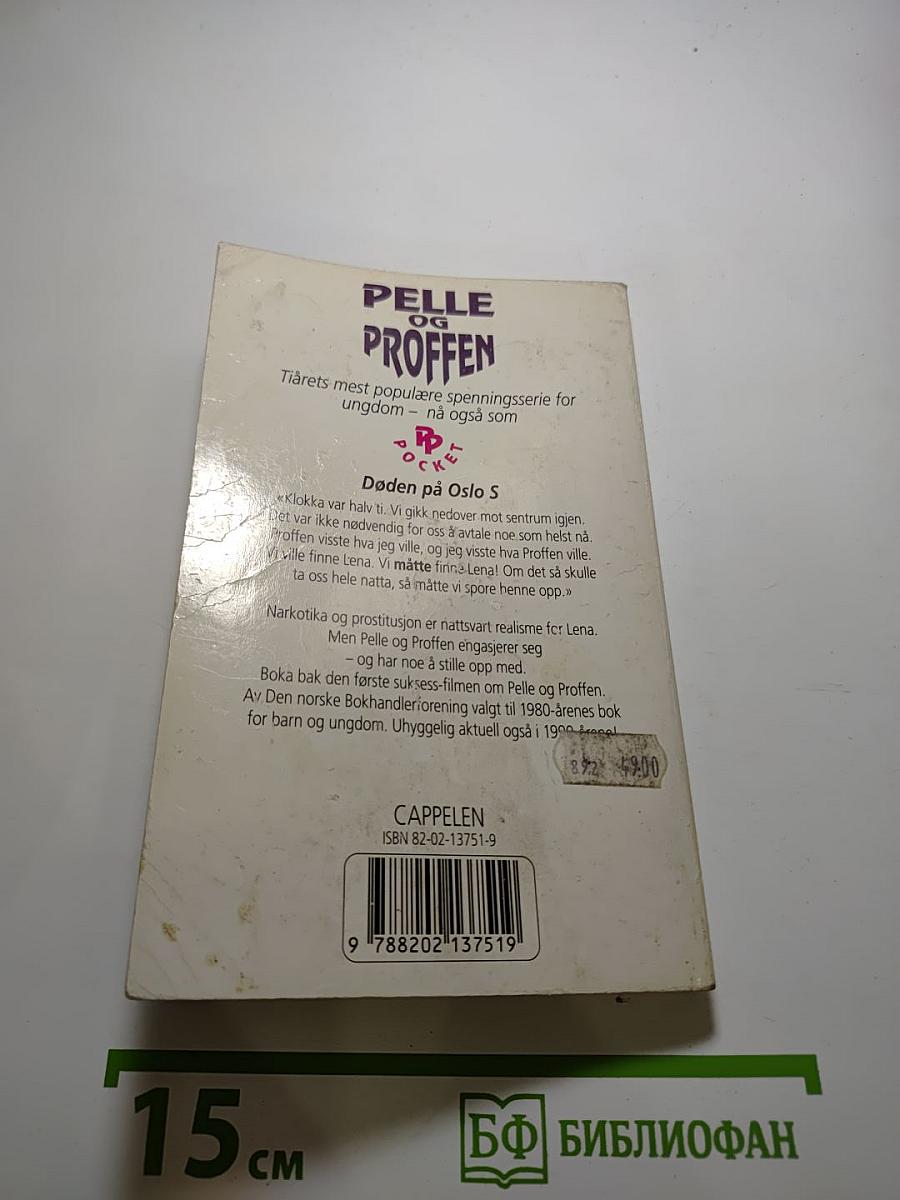 PELLE
OG
PROFFEN
Tiårets mest populære spenningsserie for
ungdom – nå også som
PP
POCKET
Døden på Oslo S
«Klokka var halv ti. Vi gikk nedover mot sentrum igjen.
Det var ikke nødvendig for oss å avtale noe som helst nå.
Proffen visste hva jeg ville, og jeg visste hva Proffen ville.
Vi ville finne Lena. Vi måtte finne Lena! Om det så skulle
ta oss hele natta, så måtte vi spore henne opp.»
Narkotika og prostitusjon er nattsvart realisme for Lena.
Men Pelle og Proffen engasjerer seg
– og har noe å stille opp med.
Boka bak den første suksess-filmen om Pelle og Proffen.
Av Den norske Bokhandlerforening valgt til 1980-årenes bok
for barn og ungdom. Uhyggelig aktuell også i 1990-årene!
892 49.00
CAPPELEN
ISBN 82-02-13751-9
9 788202 137519
15 см
БФ БИБЛИОФАН